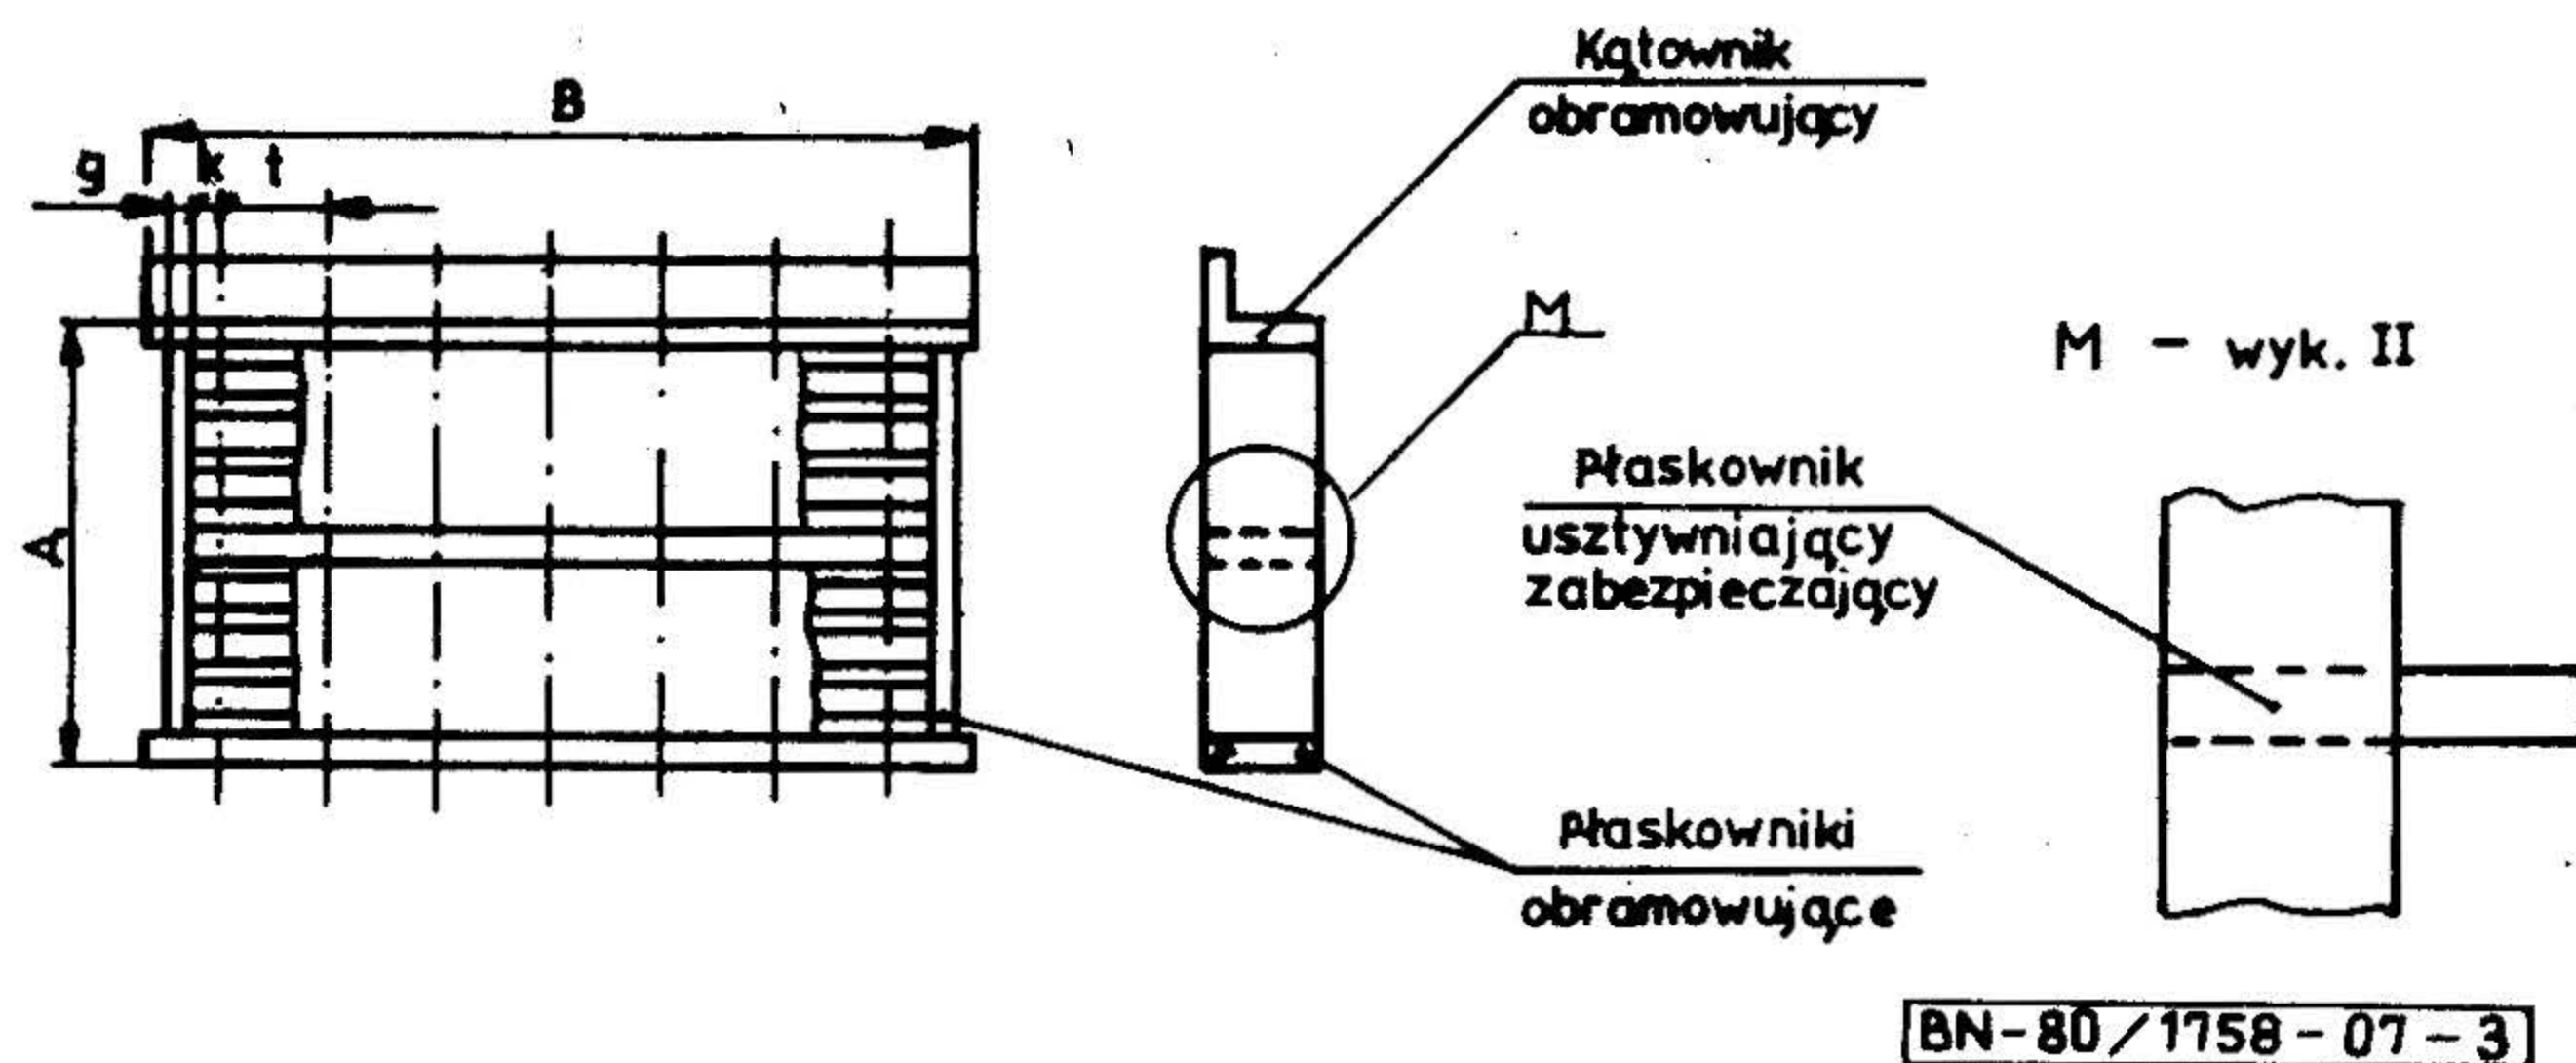 B
g k t
A
Kątownik
obramowujący
M
M - wyk. II
Płaskownik
usztywniający
zabezpieczający
Płaskowniki
obramowujące
BN-80/1758-07-3